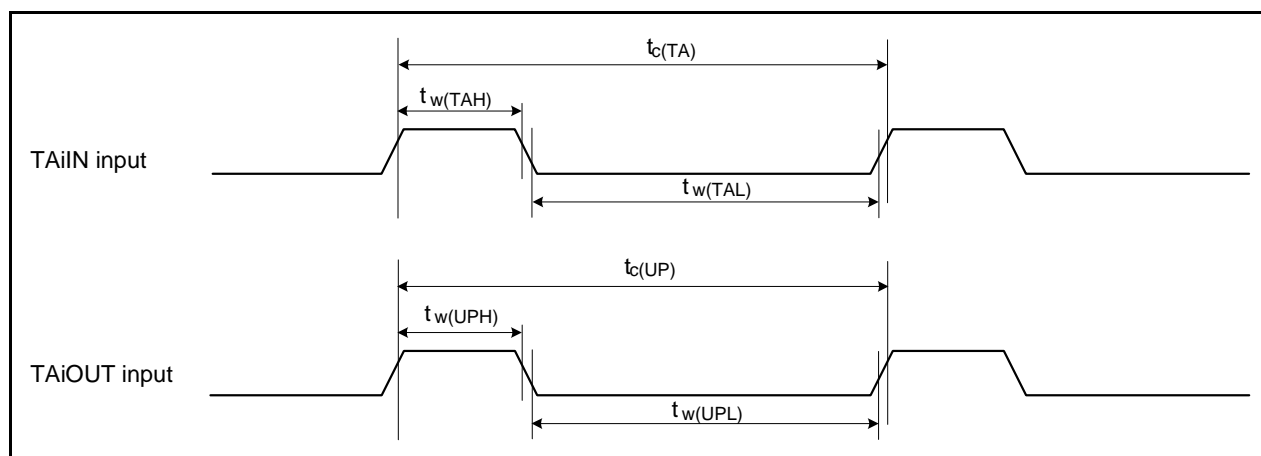 tc(TA)
tw(TAH)
TAiIN input
tw(TAL)
tc(UP)
tw(UPH)
TAiOUT input
tw(UPL)